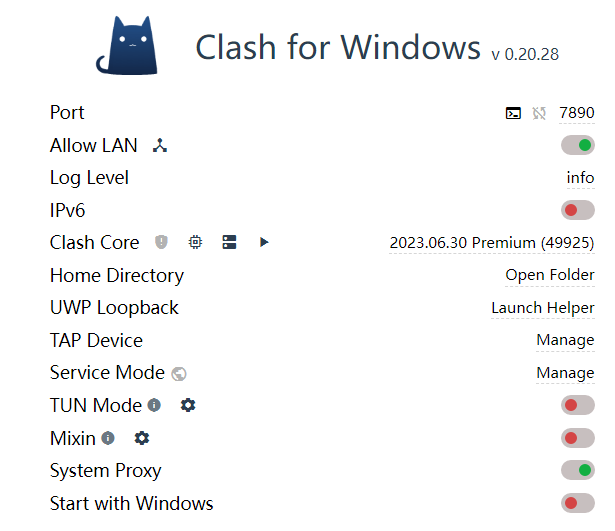 Clash for Windows v 0.20.28
Port 7890
Allow LAN
Log Level info
IPv6
Clash Core 2023.06.30 Premium (49925)
Home Directory Open Folder
UWP Loopback Launch Helper
TAP Device Manage
Service Mode Manage
TUN Mode
Mixin
System Proxy
Start with Windows